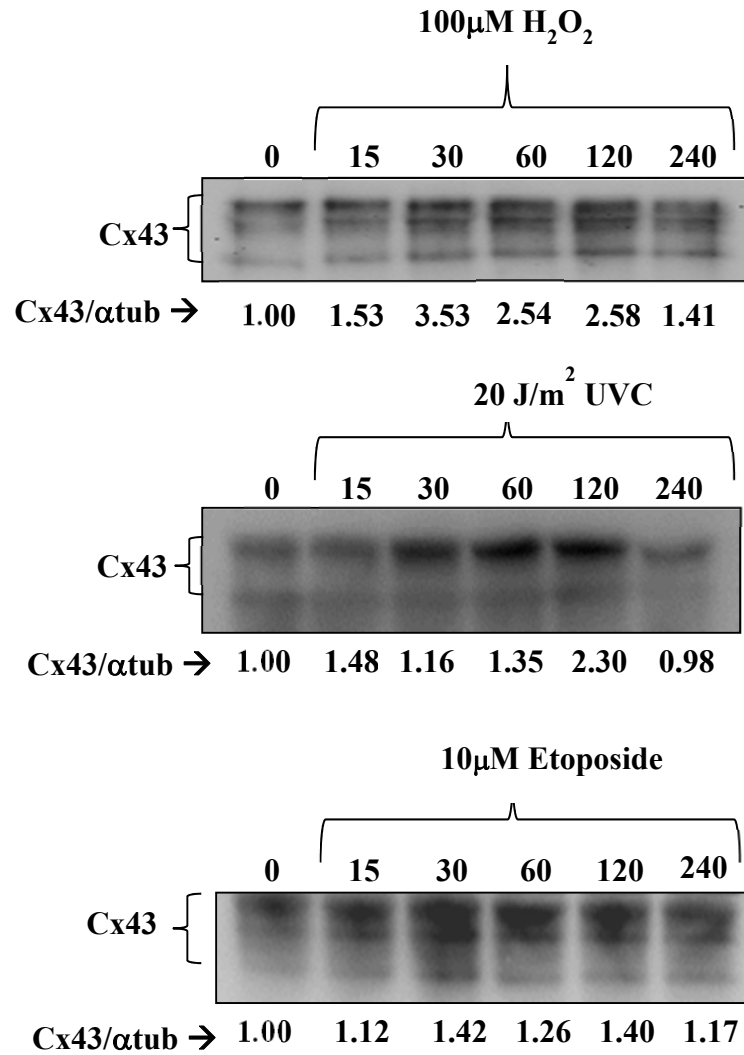 100μM H₂O₂
0 15 30 60 120 240
Cx43
Cx43/αtub → 1.00 1.53 3.53 2.54 2.58 1.41
20 J/m² UVC
0 15 30 60 120 240
Cx43
Cx43/αtub → 1.00 1.48 1.16 1.35 2.30 0.98
10μM Etoposide
0 15 30 60 120 240
Cx43
Cx43/αtub → 1.00 1.12 1.42 1.26 1.40 1.17